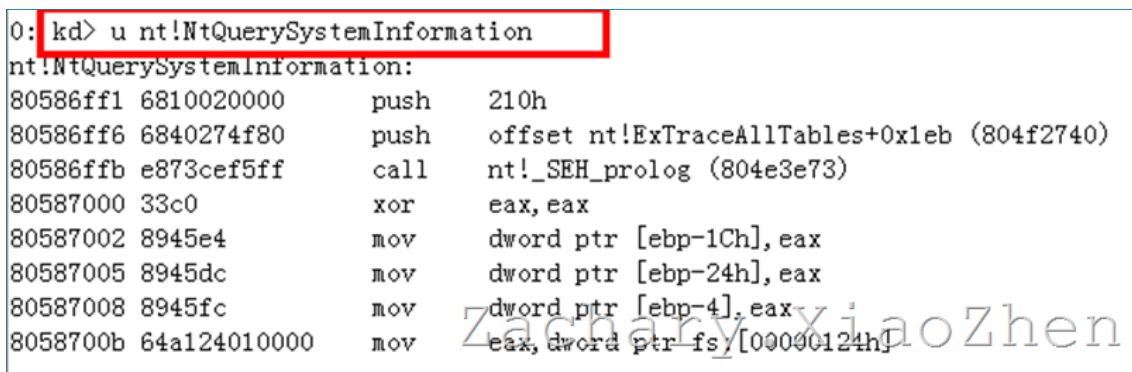 0: kd> u nt!NtQuerySystemInformation
nt!NtQuerySystemInformation:
80586ff1 6810020000 push 210h
80586ff6 6840274f80 push offset nt!ExTraceAllTables+0x1eb (804f2740)
80586ffb e873cef5ff call nt!_SEH_prolog (804e3e73)
80587000 33c0 xor eax,eax
80587002 8945e4 mov dword ptr [ebp-1Ch],eax
80587005 8945dc mov dword ptr [ebp-24h],eax
80587008 8945fc mov dword ptr [ebp-4],eax
8058700b 64a124010000 mov eax,dword ptr fs:[00000124h]
Zachary.XiaoZhen